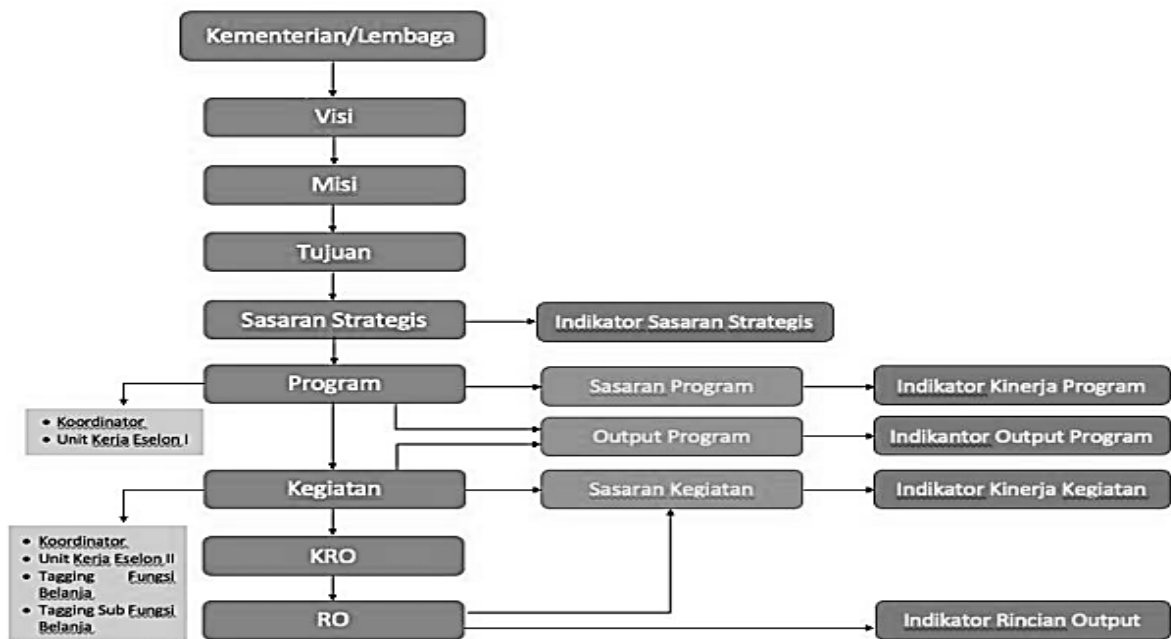 Kementerian/Lembaga
Visi
Misi
Tujuan
Sasaran Strategis
Indikator Sasaran Strategis
Program
Sasaran Program
Indikator Kinerja Program
• Koordinator
• Unit Kerja Eselon I
Output Program
Indikantor Output Program
Kegiatan
Sasaran Kegiatan
Indikator Kinerja Kegiatan
• Koordinator
• Unit Kerja Eselon II
• Tagging Fungsi
Belanja
• Tagging Sub Fungsi
Belanja
KRO
RO
Indikator Rincian Output